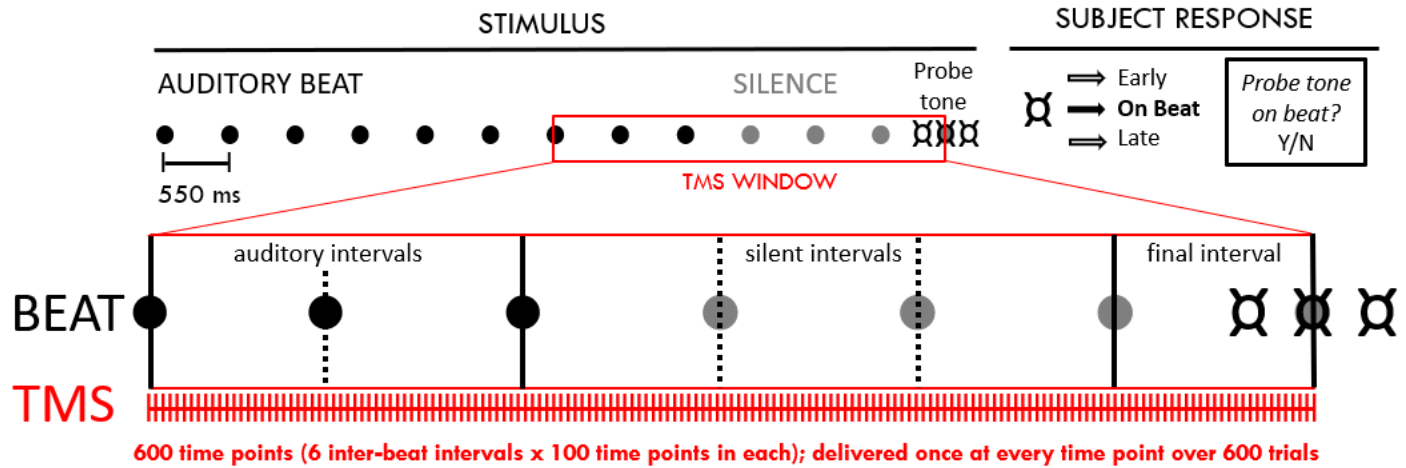 STIMULUS
SUBJECT RESPONSE
AUDITORY BEAT
SILENCE
Probe
tone
Early
On Beat
Late
Probe tone
on beat?
Y/N
550 ms
TMS WINDOW
auditory intervals
silent intervals
final interval
BEAT
TMS
600 time points (6 inter-beat intervals x 100 time points in each); delivered once at every time point over 600 trials